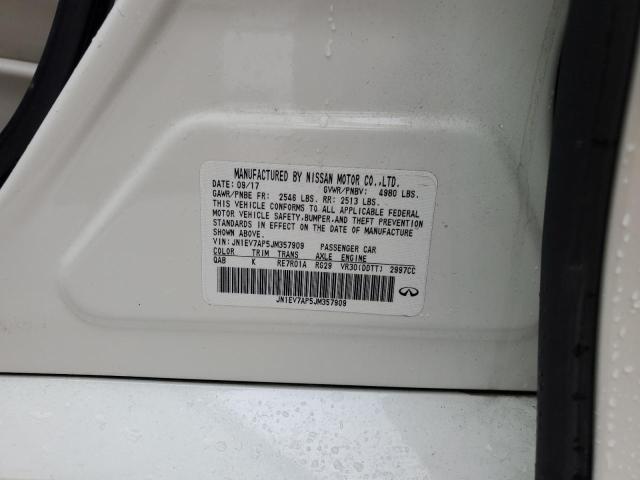 MANUFACTURED BY NISSAN MOTOR CO.,LTD.
DATE: 09/17 GVWR/PNBV: 4980 LBS.
GAWR/PNBE FR: 2546 LBS. RR: 2513 LBS.
THIS VEHICLE CONFORMS TO ALL APPLICABLE FEDERAL
MOTOR VEHICLE SAFETY,BUMPER,AND THEFT PREVENTION
STANDARDS IN EFFECT ON THE DATE OF MANUFACTURE
SHOWN ABOVE.
VIN: JN1EV7AP5JM357909 PASSENGER CAR
COLOR TRIM TRANS AXLE ENGINE
QAB K RE7R01A RG29 VR30(DDTT) 2997CC
JN1EV7AP5JM357909